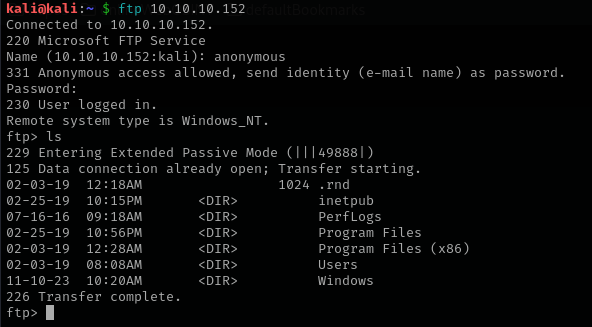 kali@kali:~ $ ftp 10.10.10.152 defaultBookmarks
Connected to 10.10.10.152.
220 Microsoft FTP Service
Name (10.10.10.152:kali): anonymous
331 Anonymous access allowed, send identity (e-mail name) as password.
Password:
230 User logged in.
Remote system type is Windows_NT.
ftp> ls
229 Entering Extended Passive Mode (|||49888|)
125 Data connection already open; Transfer starting.
02-03-19  12:18AM                 1024 .rnd
02-25-19  10:15PM       <DIR>          inetpub
07-16-16  09:18AM       <DIR>          PerfLogs
02-25-19  10:56PM       <DIR>          Program Files
02-03-19  12:28AM       <DIR>          Program Files (x86)
02-03-19  08:08AM       <DIR>          Users
11-10-23  10:20AM       <DIR>          Windows
226 Transfer complete.
ftp>